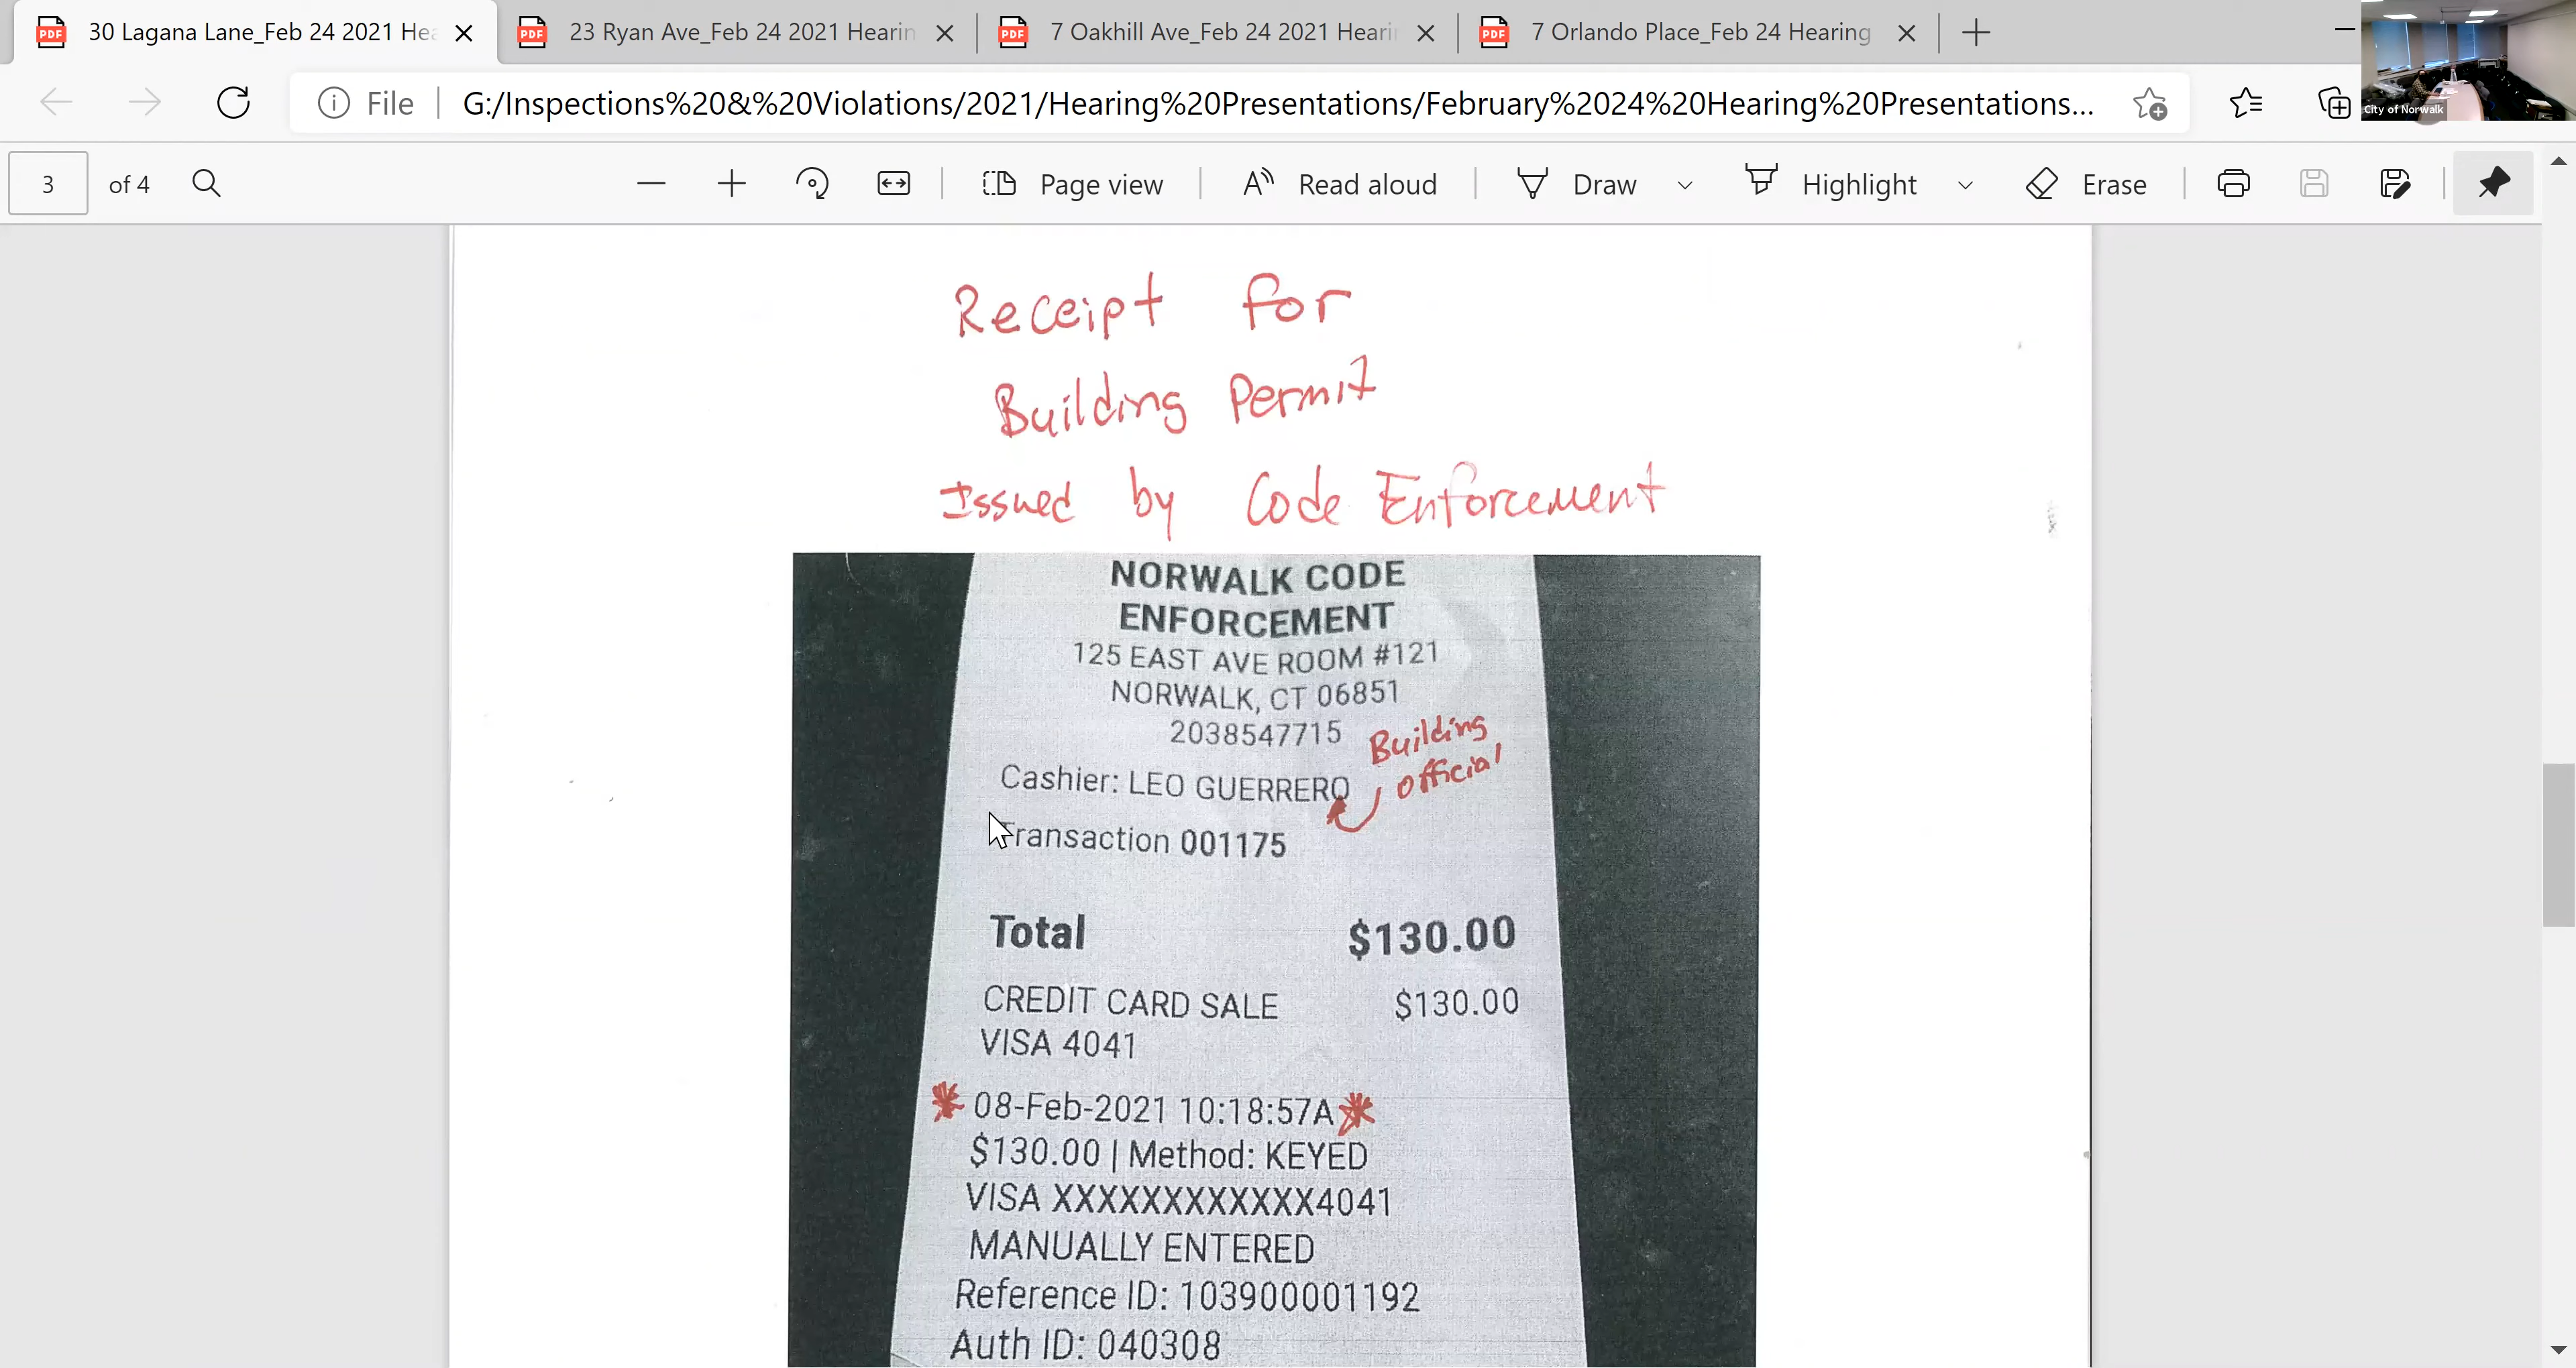 30 Lagana Lane_Feb 24 2021 Hea
23 Ryan Ave_Feb 24 2021 Hearin
7 Oakhill Ave_Feb 24 2021 Heari
7 Orlando Place_Feb 24 Hearing
File
G:/Inspections%20&%20Violations/2021/Hearing%20Presentations/February%2024%20Hearing%20Presentations...
City of Norwalk
3 of 4
Page view
Read aloud
Draw
Highlight
Erase
Receipt for
Building Permit
Issued by Code Enforcement
NORWALK CODE
ENFORCEMENT
125 EAST AVE ROOM #121
NORWALK, CT 06851
2038547715
Building
official
Cashier: LEO GUERRERO
Transaction 001175
Total $130.00
CREDIT CARD SALE $130.00
VISA 4041
* 08-Feb-2021 10:18:57A *
$130.00 | Method: KEYED
VISA XXXXXXXXXXXX4041
MANUALLY ENTERED
Reference ID: 103900001192
Auth ID: 040308